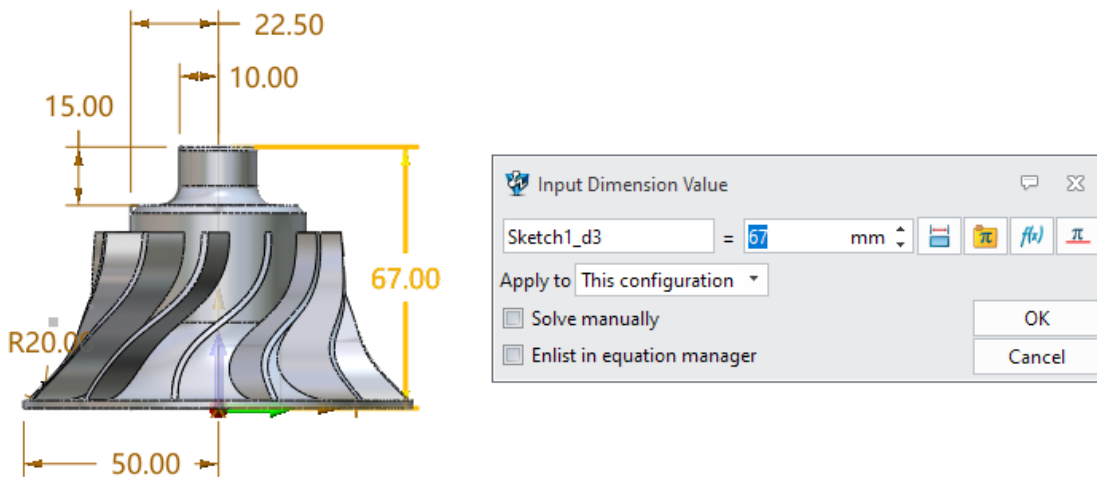 22.50
10.00
15.00
67.00
R20.00
50.00
Input Dimension Value
Sketch1_d3 = 67 mm
π f(x) π
Apply to This configuration
Solve manually
OK
Enlist in equation manager
Cancel